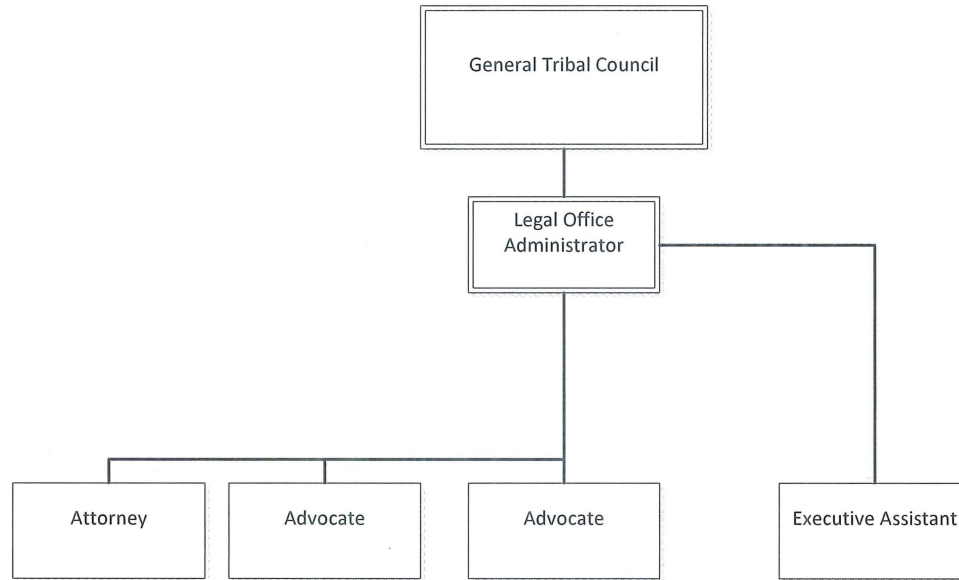 General Tribal Council
Legal Office
Administrator
Attorney
Advocate
Advocate
Executive Assistant